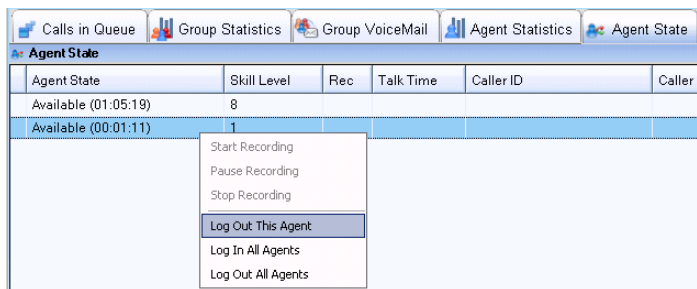 Calls in Queue Group Statistics Group VoiceMail Agent Statistics Agent State
Agent State
Agent State Skill Level Rec Talk Time Caller ID Caller
Available (01:05:19) 8
Available (00:01:11) 1
Start Recording
Pause Recording
Stop Recording
Log Out This Agent
Log In All Agents
Log Out All Agents